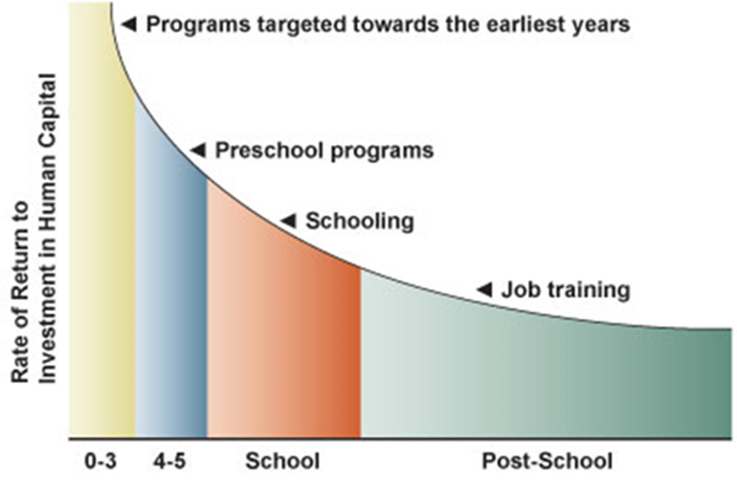 Programs targeted towards the earliest years
Preschool programs
Schooling
Job training
Rate of Return to
Investment in Human Capital
0-3 4-5 School Post-School